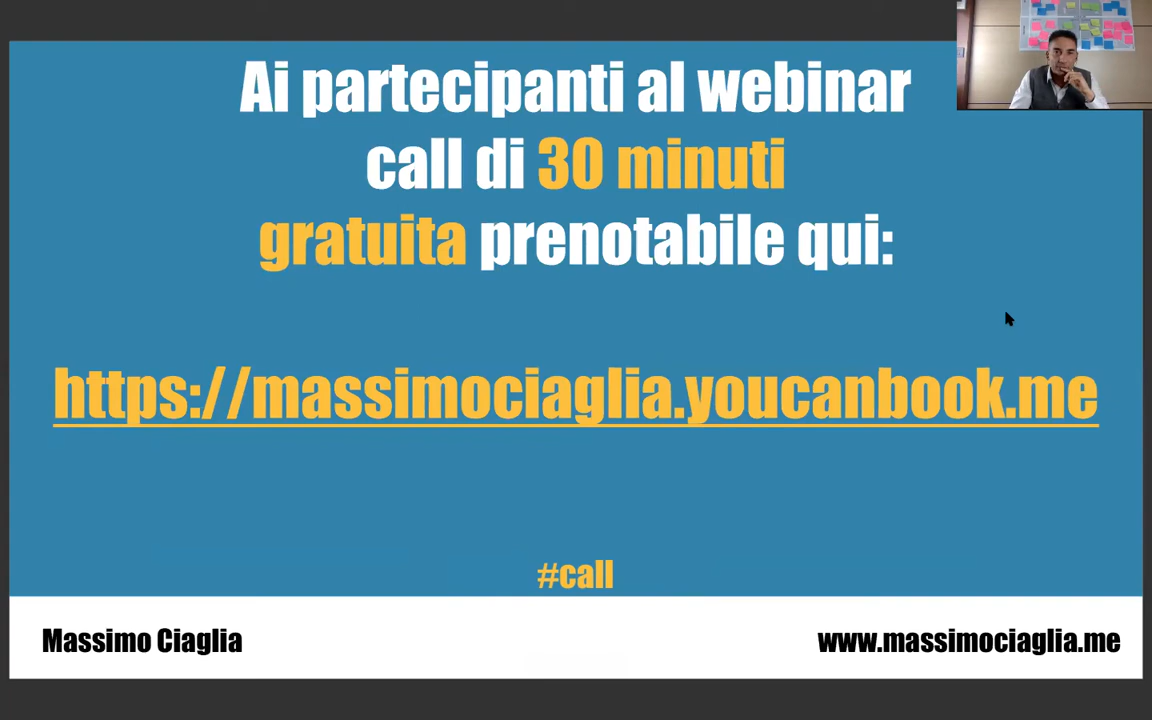 Ai partecipanti al webinar
call di 30 minuti
gratuita prenotabile qui:
https://massimociaglia.youcanbook.me
#call
Massimo Ciaglia
www.massimociaglia.me